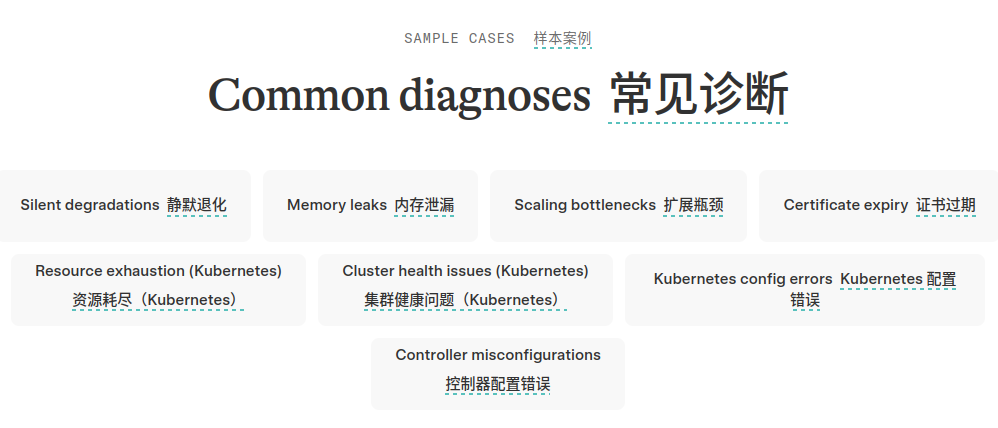 SAMPLE CASES 样本案例
Common diagnoses 常见诊断
Silent degradations 静默退化
Memory leaks 内存泄漏
Scaling bottlenecks 扩展瓶颈
Certificate expiry 证书过期
Resource exhaustion (Kubernetes)
资源耗尽（Kubernetes）
Cluster health issues (Kubernetes)
集群健康问题（Kubernetes）
Kubernetes config errors Kubernetes 配置
错误
Controller misconfigurations
控制器配置错误